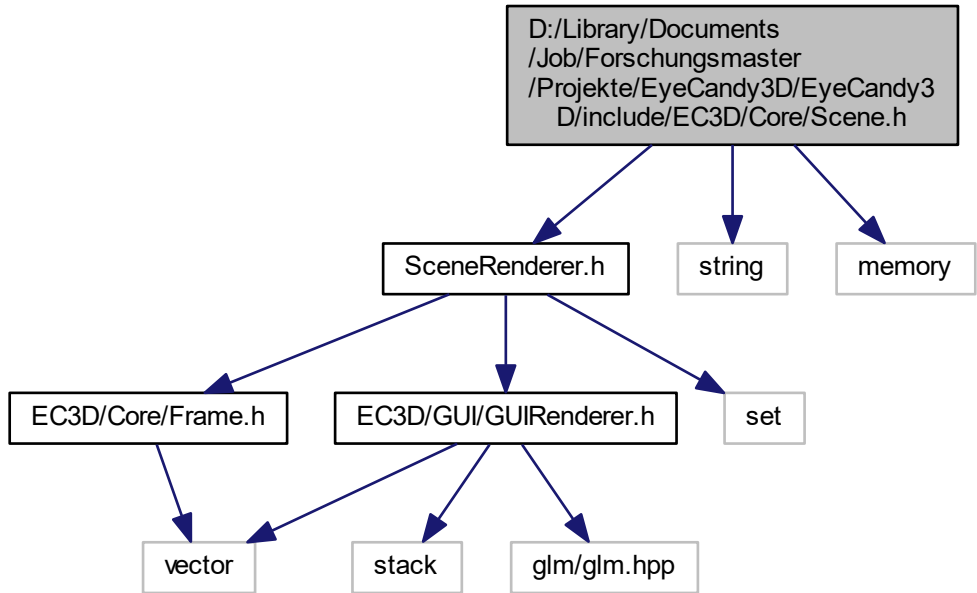 D:/Library/Documents
/Job/Forschungsmaster
/Projekte/EyeCandy3D/EyeCandy3
D/include/EC3D/Core/Scene.h
SceneRenderer.h
string
memory
EC3D/Core/Frame.h
EC3D/GUI/GUIRenderer.h
set
vector
stack
glm/glm.hpp